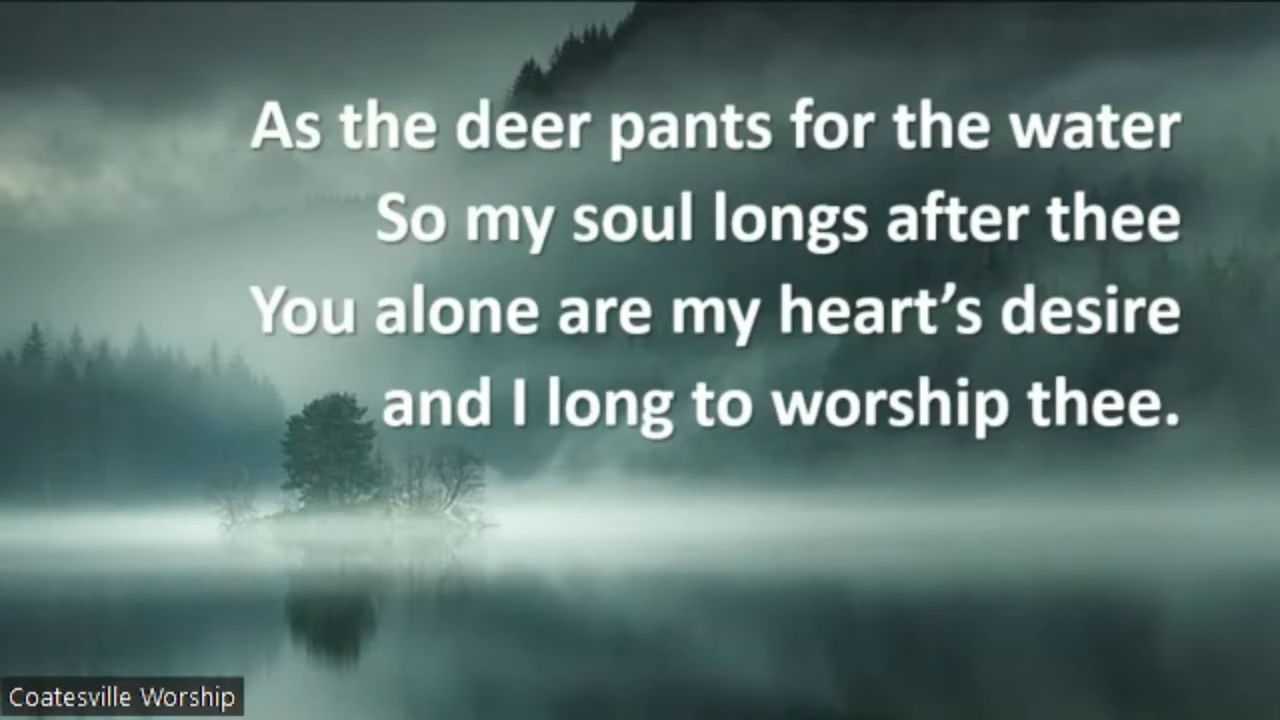 As the deer pants for the water
So my soul longs after thee
You alone are my heart’s desire
and I long to worship thee.
Coatesville Worship